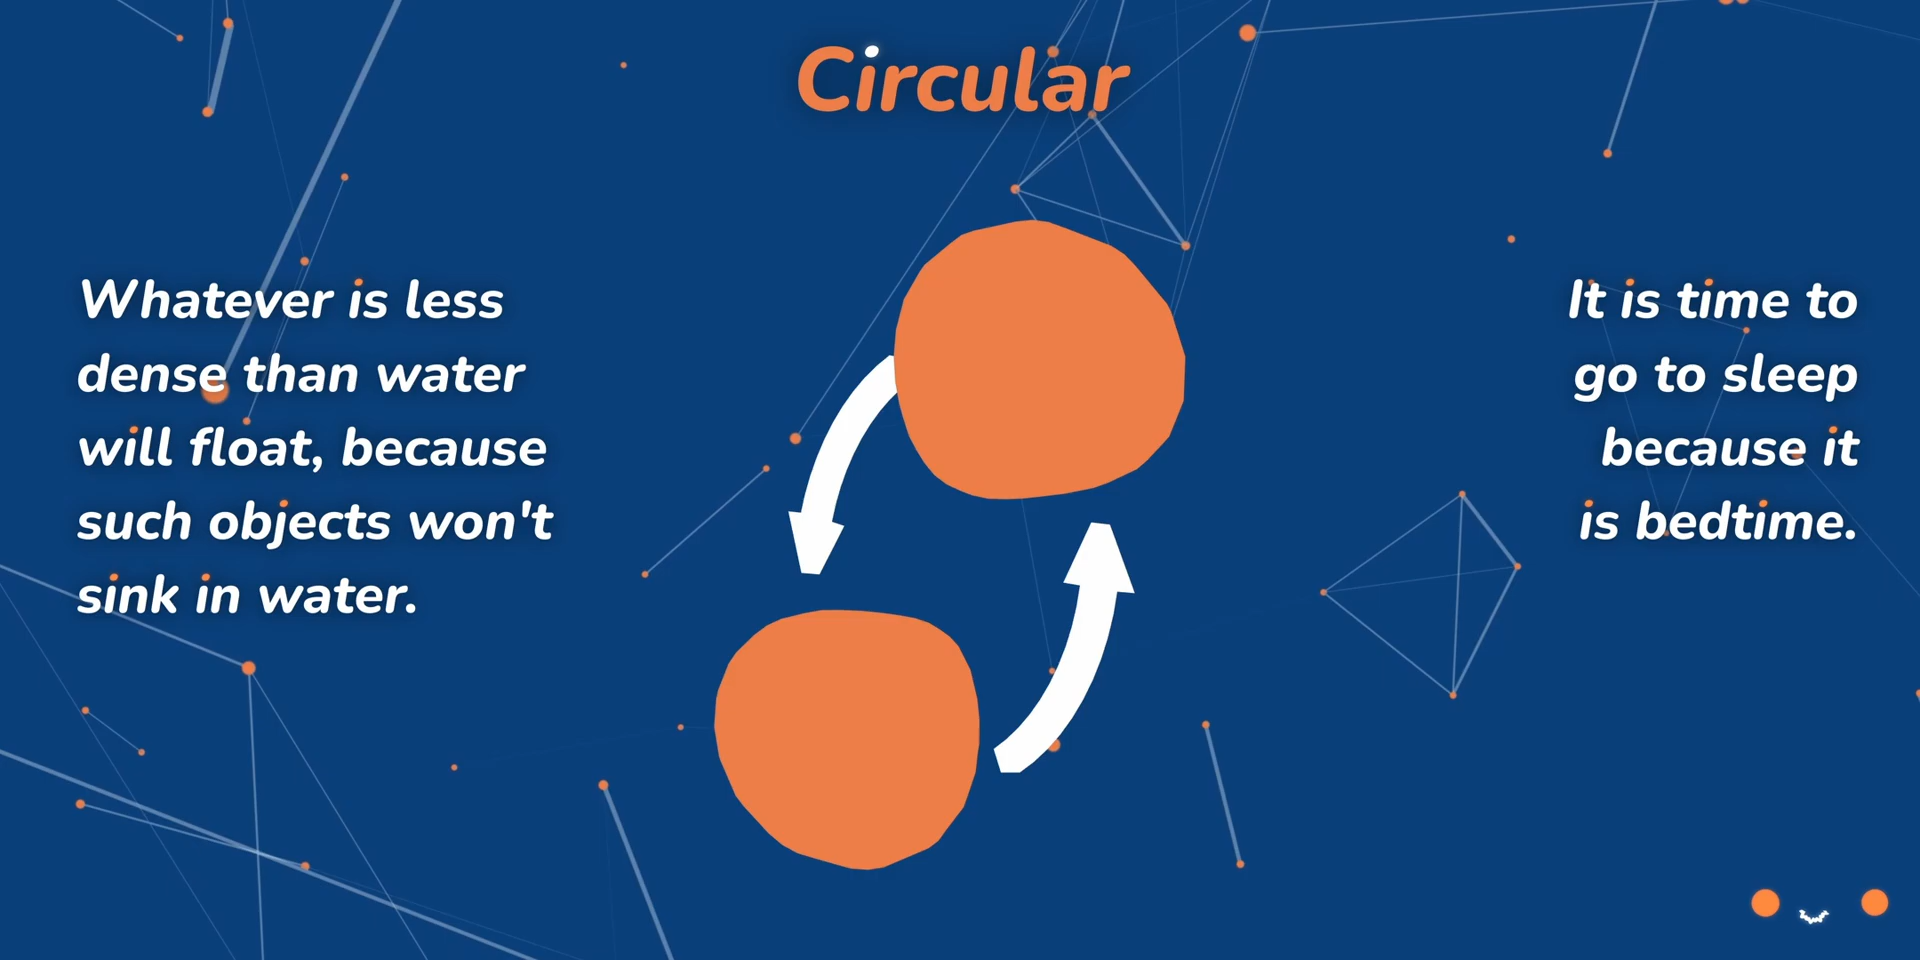 Circular
Whatever is less
dense than water
will float, because
such objects won't
sink in water.
It is time to
go to sleep
because it
is bedtime.